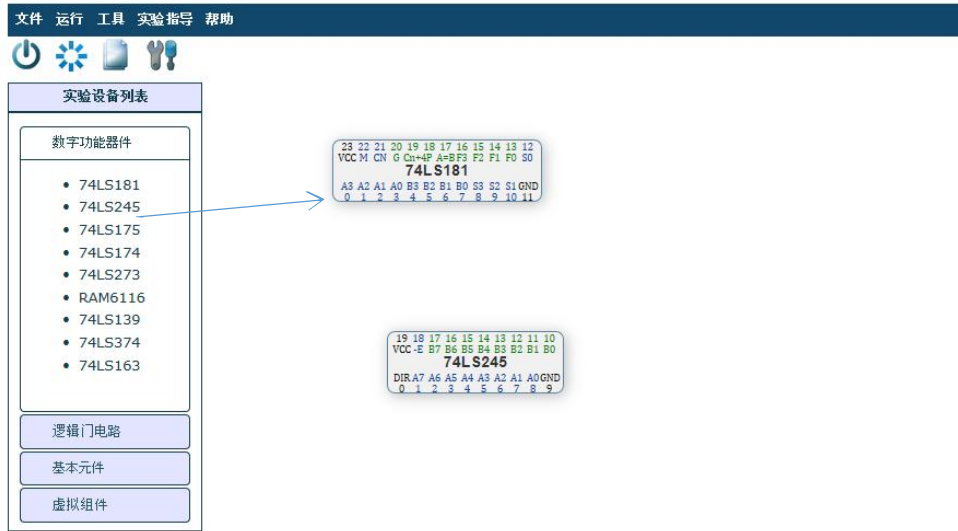 文件 运行 工具 实验指导 帮助
实验设备列表
数字功能器件
• 74LS181
• 74LS245
• 74LS175
• 74LS174
• 74LS273
• RAM6116
• 74LS139
• 74LS374
• 74LS163
逻辑门电路
基本元件
虚拟组件
23 22 21 20 19 18 17 16 15 14 13 12
VCC M CN G Cn+4P A=BF3 F2 F1 F0 S0
74LS181
A3 A2 A1 A0 B3 B2 B1 B0 S3 S2 S1 GND
0 1 2 3 4 5 6 7 8 9 10 11
19 18 17 16 15 14 13 12 11 10
VCC -E B7 B6 B5 B4 B3 B2 B1 B0
74LS245
DIR A7 A6 A5 A4 A3 A2 A1 A0 GND
0 1 2 3 4 5 6 7 8 9